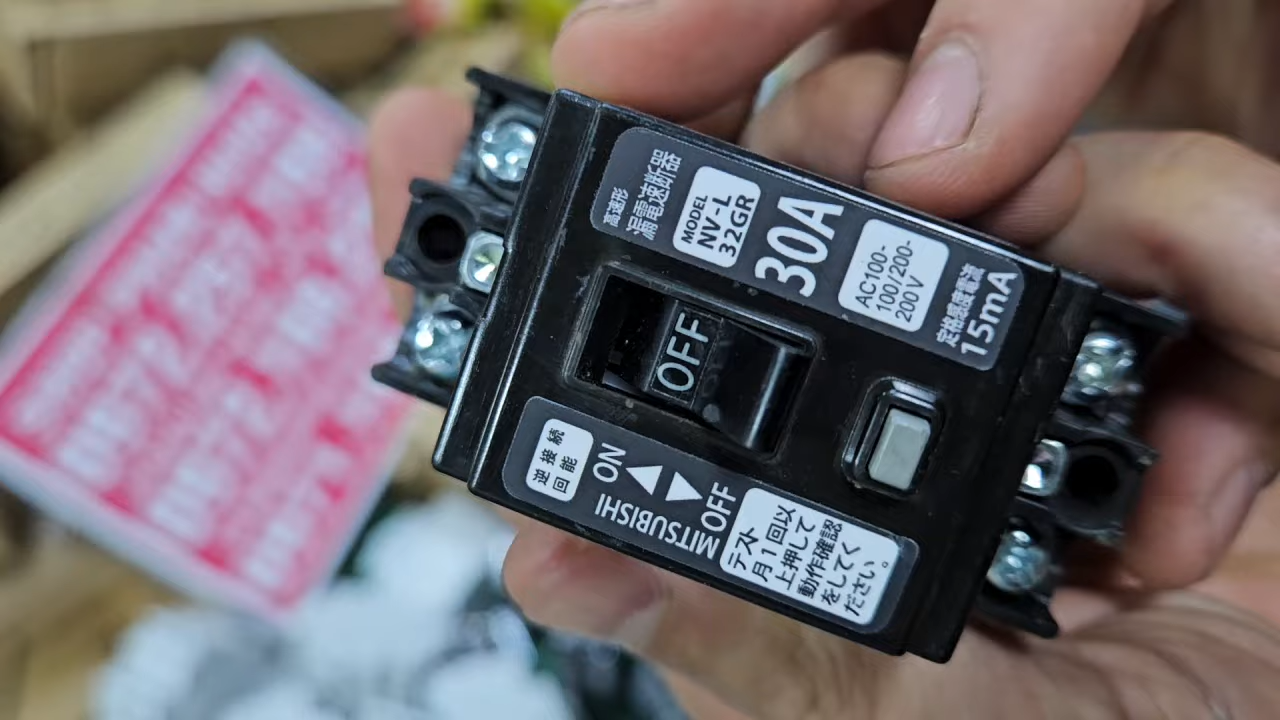 高速形
漏電遮断器
MODEL
NV-L
32GR
30A
AC100-
100/200-
200V
定格感度電流
15mA
OFF
逆接続
可能
ON
OFF
MITSUBISHI
テスト
月1回以
上押して
動作確認
をしてく
ださい。